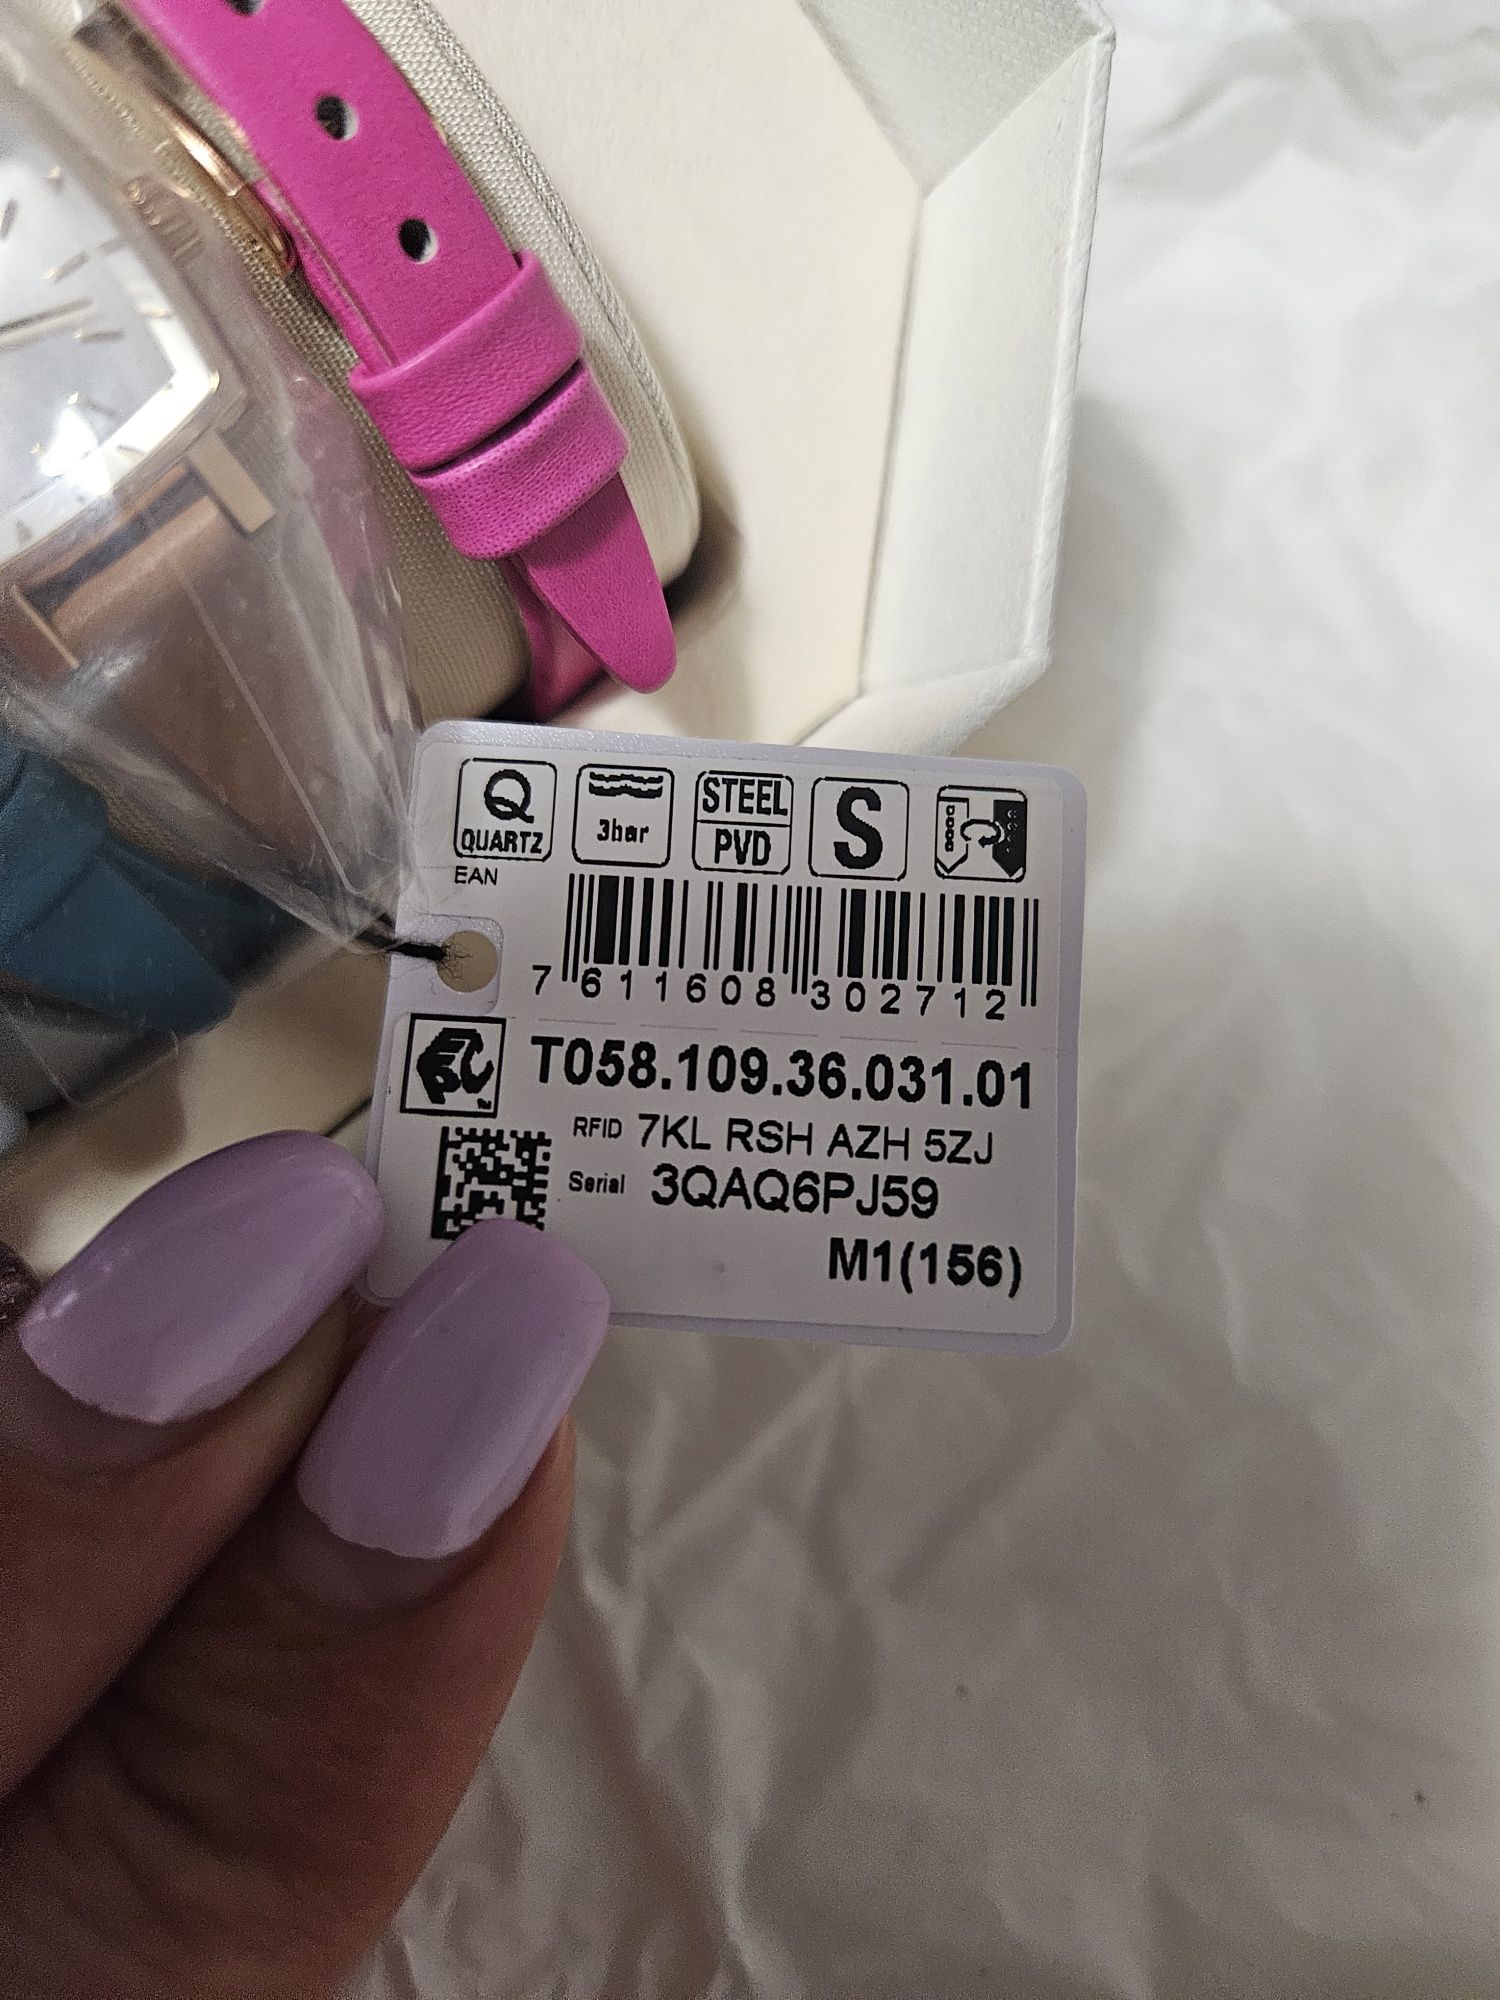 Q
QUARTZ
3bar
STEEL
PVD
S
EAN
7 611608 302712
T058.109.36.031.01
RFID 7KL RSH AZH 5ZJ
Serial 3QAQ6PJ59
M1(156)